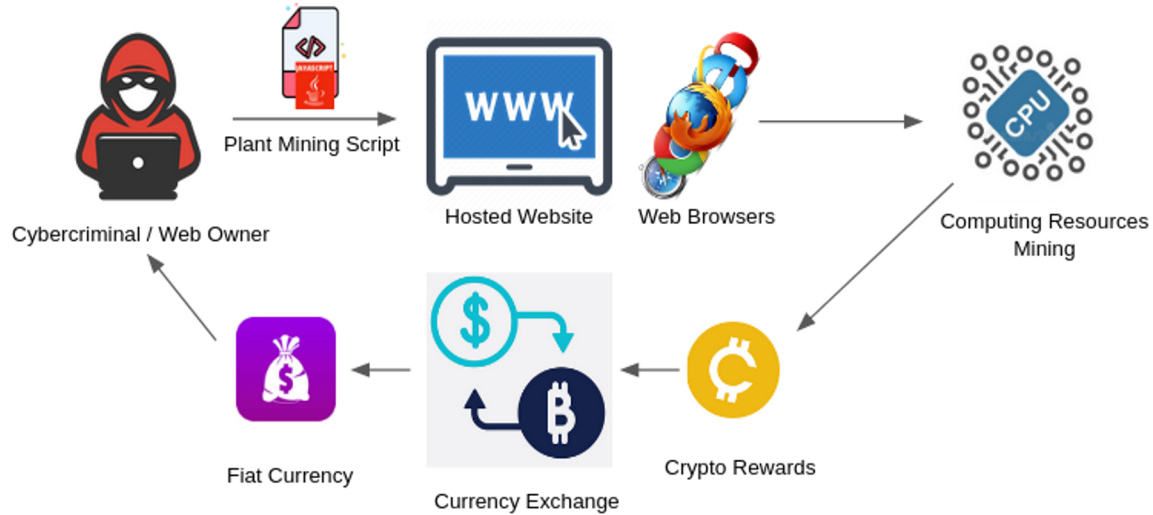 </>
JAVASCRIPT
Plant Mining Script
WWW
Hosted Website
Web Browsers
CPU
Computing Resources
Mining
Cybercriminal / Web Owner
$
$
Fiat Currency
Currency Exchange
Crypto Rewards